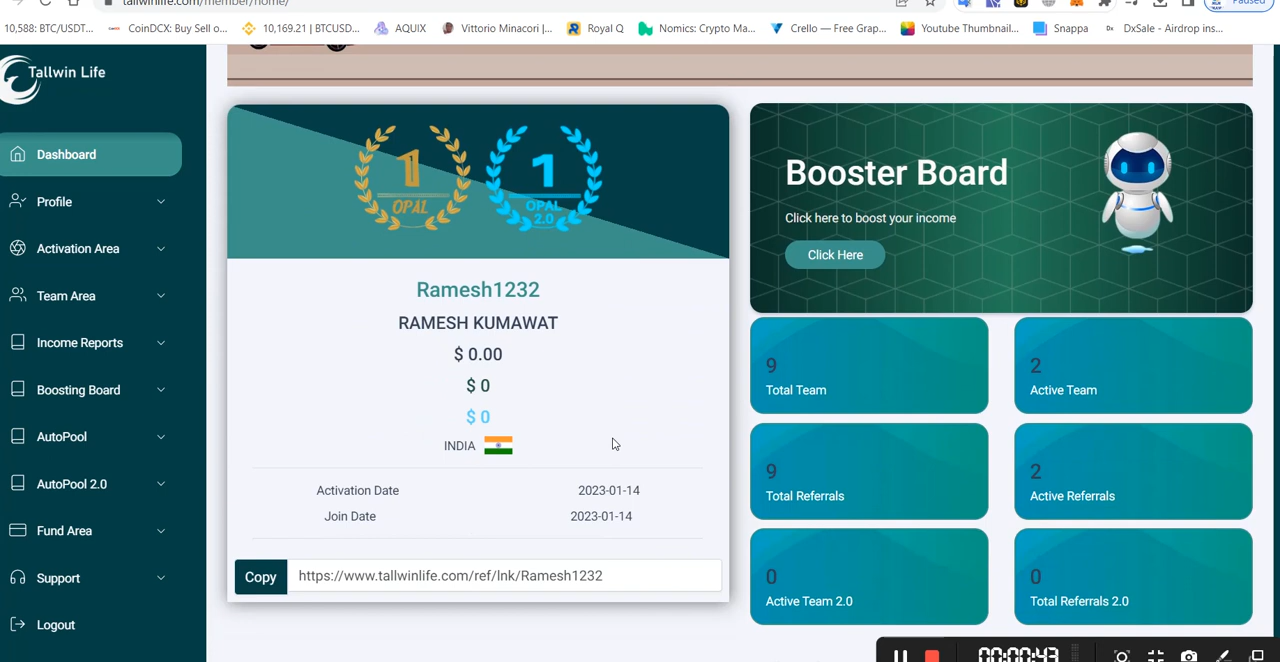 tallwinlife.com/member/home/
Paused
10,588: BTC/USDT...
CoinDCX: Buy Sell o...
10,169.21 | BTCUSD...
AQUIX
Vittorio Minacori |...
Royal Q
Nomics: Crypto Ma...
Crello — Free Grap...
Youtube Thumbnail...
Snappa
Dx
DxSale - Airdrop ins...
Tallwin Life
Dashboard
Profile
Activation Area
Team Area
Income Reports
Boosting Board
AutoPool
AutoPool 2.0
Fund Area
Support
Logout
1
OPAL
1
OPAL
2.0
Ramesh1232
RAMESH KUMAWAT
$ 0.00
$ 0
$ 0
INDIA
Activation Date 2023-01-14
Join Date 2023-01-14
Copy https://www.tallwinlife.com/ref/lnk/Ramesh1232
Booster Board
Click here to boost your income
Click Here
9
Total Team
2
Active Team
9
Total Referrals
2
Active Referrals
0
Active Team 2.0
0
Total Referrals 2.0
00:00:43